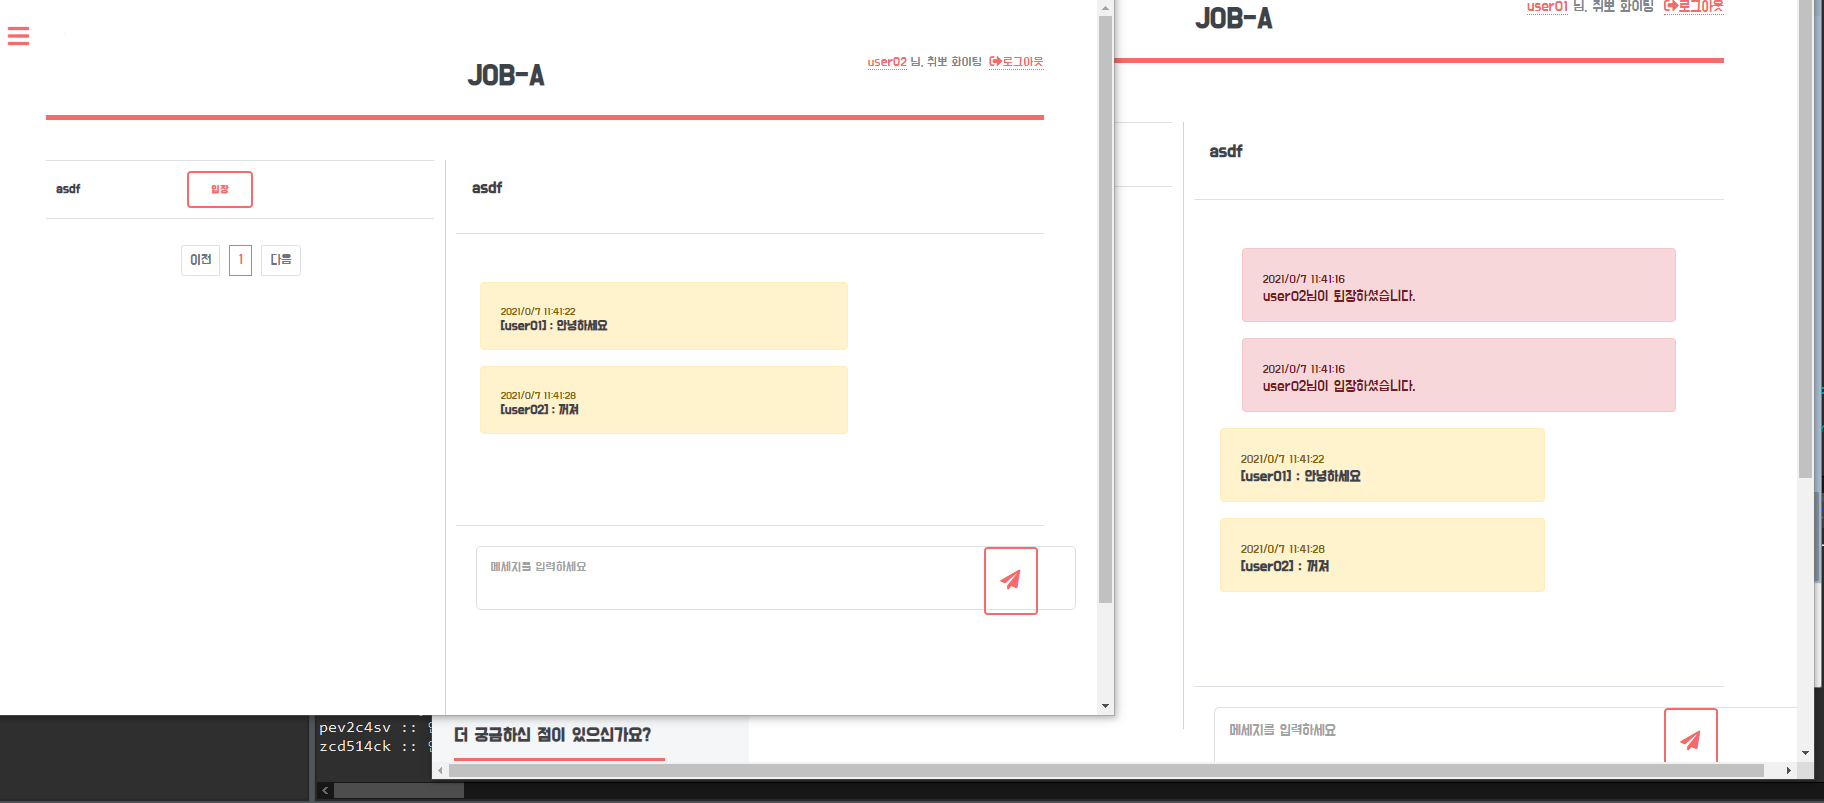 JOB-A
user02 님, 취뽀 화이팅 로그아웃
asdf
입장
이전 1 다음
asdf
2021/0/7 11:41:22
[user01] : 안녕하세요
2021/0/7 11:41:28
[user02] : 꺼져
메세지를 입력하세요
JOB-A
user01 님, 취뽀 화이팅 로그아웃
asdf
2021/0/7 11:41:16
user02님이 퇴장하셨습니다.
2021/0/7 11:41:16
user02님이 입장하셨습니다.
2021/0/7 11:41:22
[user01] : 안녕하세요
2021/0/7 11:41:28
[user02] : 꺼져
메세지를 입력하세요
pev2c4sv ::
zcd514ck ::
더 궁금하신 점이 있으신가요?